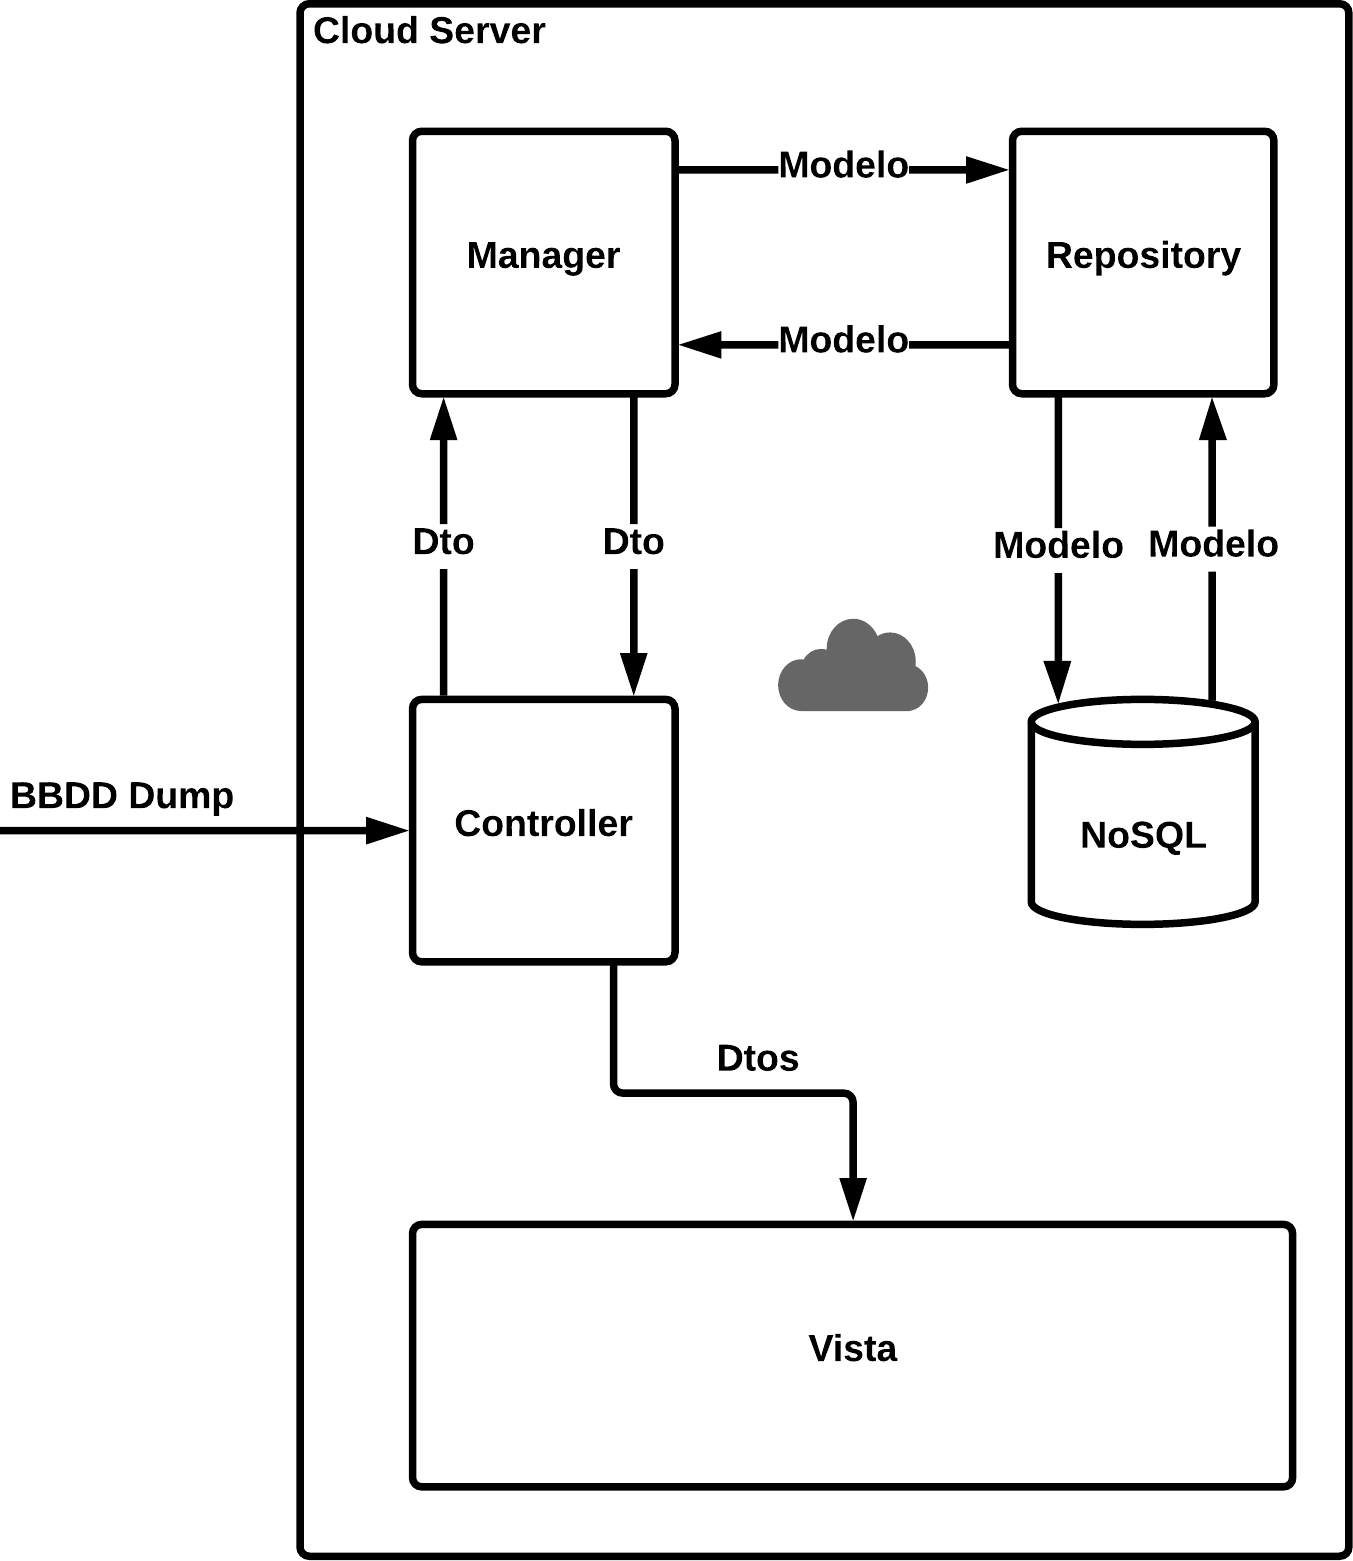 Cloud Server
Modelo
Manager
Repository
Modelo
Dto
Dto
Modelo
Modelo
BBDD Dump
Controller
NoSQL
Dtos
Vista